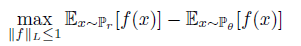 max_{‖f‖_L≤1} 𝔼_{x∼ℙ_r}[f(x)] − 𝔼_{x∼ℙ_θ}[f(x)]